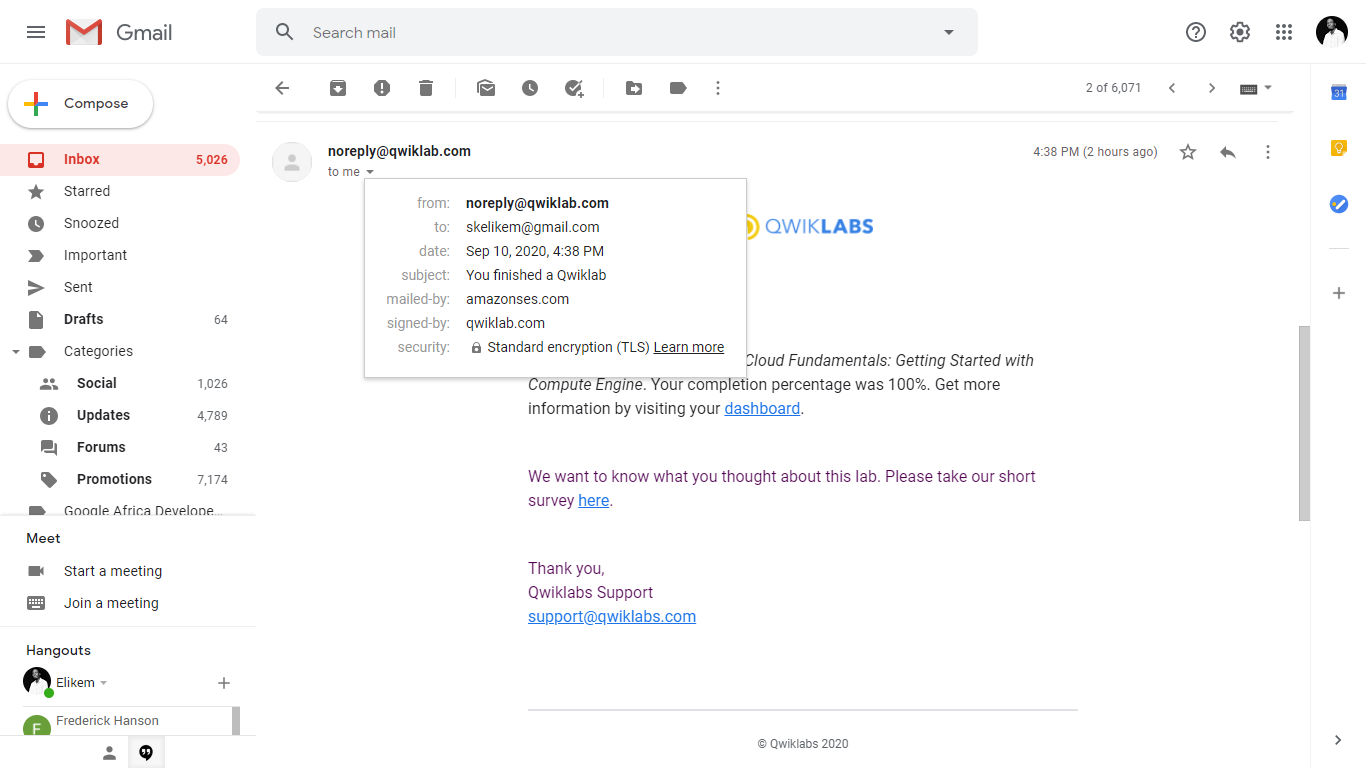 Gmail
Search mail
Compose
2 of 6,071
Inbox 5,026
Starred
Snoozed
Important
Sent
Drafts 64
Categories
Social 1,026
Updates 4,789
Forums 43
Promotions 7,174
Google Africa Develope...
Meet
Start a meeting
Join a meeting
Hangouts
Elikem
Frederick Hanson
F
noreply@qwiklab.com
4:38 PM (2 hours ago)
to me
from: noreply@qwiklab.com
to: skelikem@gmail.com
date: Sep 10, 2020, 4:38 PM
subject: You finished a Qwiklab
mailed-by: amazonses.com
signed-by: qwiklab.com
security: Standard encryption (TLS) Learn more
QWIKLABS
Cloud Fundamentals: Getting Started with
Compute Engine. Your completion percentage was 100%. Get more
information by visiting your dashboard.
We want to know what you thought about this lab. Please take our short
survey here.
Thank you,
Qwiklabs Support
support@qwiklabs.com
© Qwiklabs 2020
31